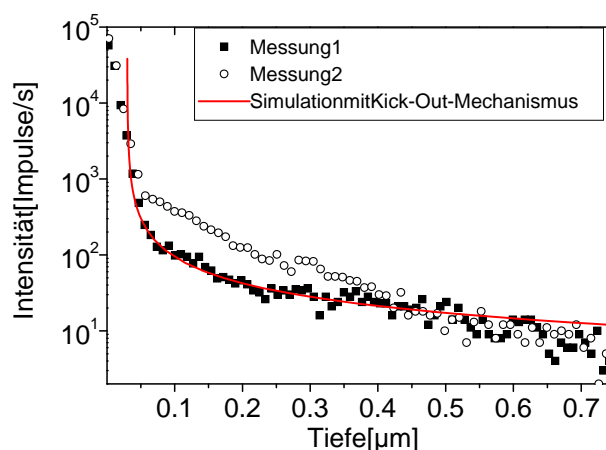 10^5
10^4
10^3
10^2
10^1
Intensität[Impulse/s]
Messung1
Messung2
SimulationmitKick-Out-Mechanismus
0.1 0.2 0.3 0.4 0.5 0.6 0.7
Tiefe[µm]